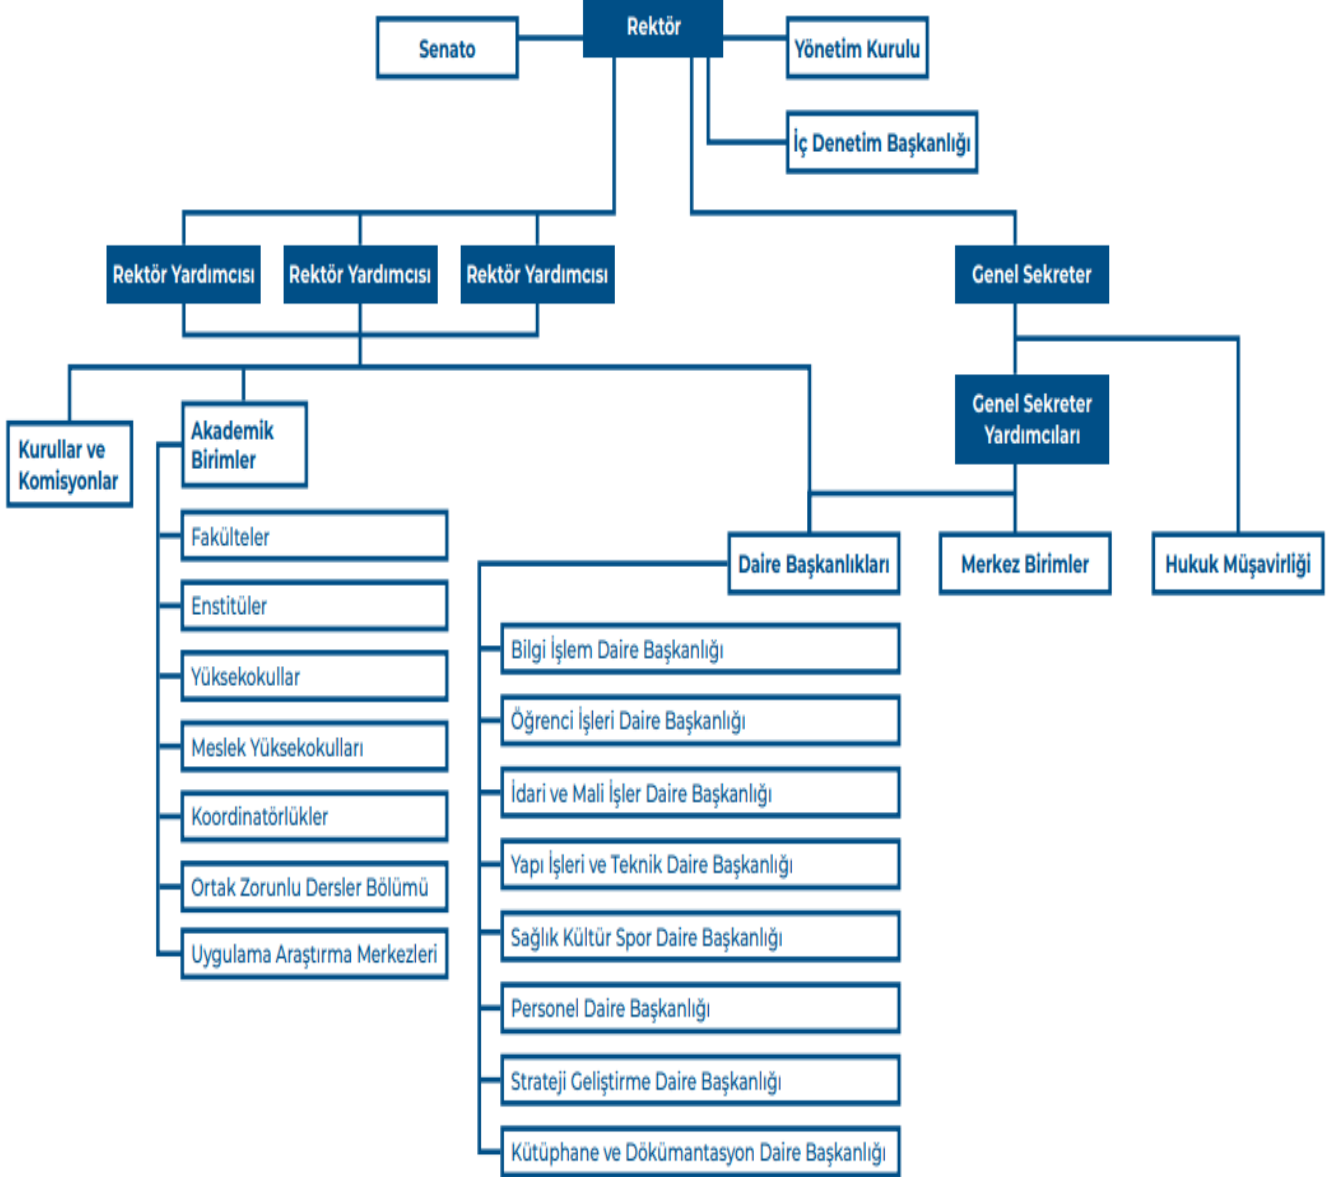 Rektör
Senato
Yönetim Kurulu
İç Denetim Başkanlığı
Rektör Yardımcısı
Rektör Yardımcısı
Rektör Yardımcısı
Genel Sekreter
Genel Sekreter
Yardımcıları
Kurullar ve
Komisyonlar
Akademik
Birimler
Fakülteler
Enstitüler
Yüksekokullar
Meslek Yüksekokulları
Koordinatörlükler
Ortak Zorunlu Dersler Bölümü
Uygulama Araştırma Merkezleri
Daire Başkanlıkları
Merkez Birimler
Hukuk Müşavirliği
Bilgi İşlem Daire Başkanlığı
Öğrenci İşleri Daire Başkanlığı
İdari ve Mali İşler Daire Başkanlığı
Yapı İşleri ve Teknik Daire Başkanlığı
Sağlık Kültür Spor Daire Başkanlığı
Personel Daire Başkanlığı
Strateji Geliştirme Daire Başkanlığı
Kütüphane ve Dökümantasyon Daire Başkanlığı